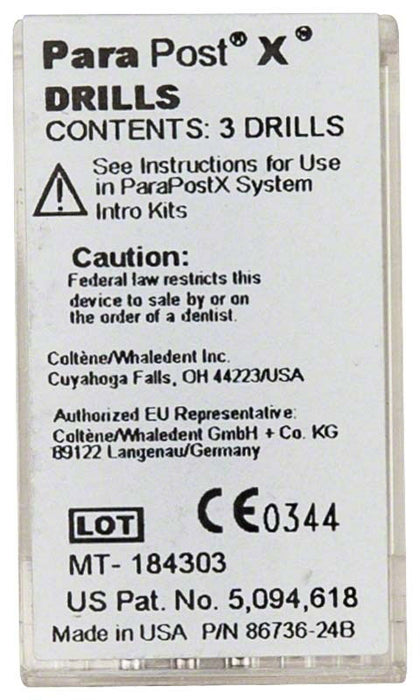 Para Post® X®
DRILLS
CONTENTS: 3 DRILLS
See Instructions for Use
in ParaPostX System
Intro Kits
Caution:
Federal law restricts this
device to sale by or on
the order of a dentist.
Coltène/Whaledent Inc.
Cuyahoga Falls, OH 44223/USA
Authorized EU Representative:
Coltène/Whaledent GmbH + Co. KG
89122 Langenau/Germany
LOT CE0344
MT- 184303
US Pat. No. 5,094,618
Made in USA P/N 86736-24B